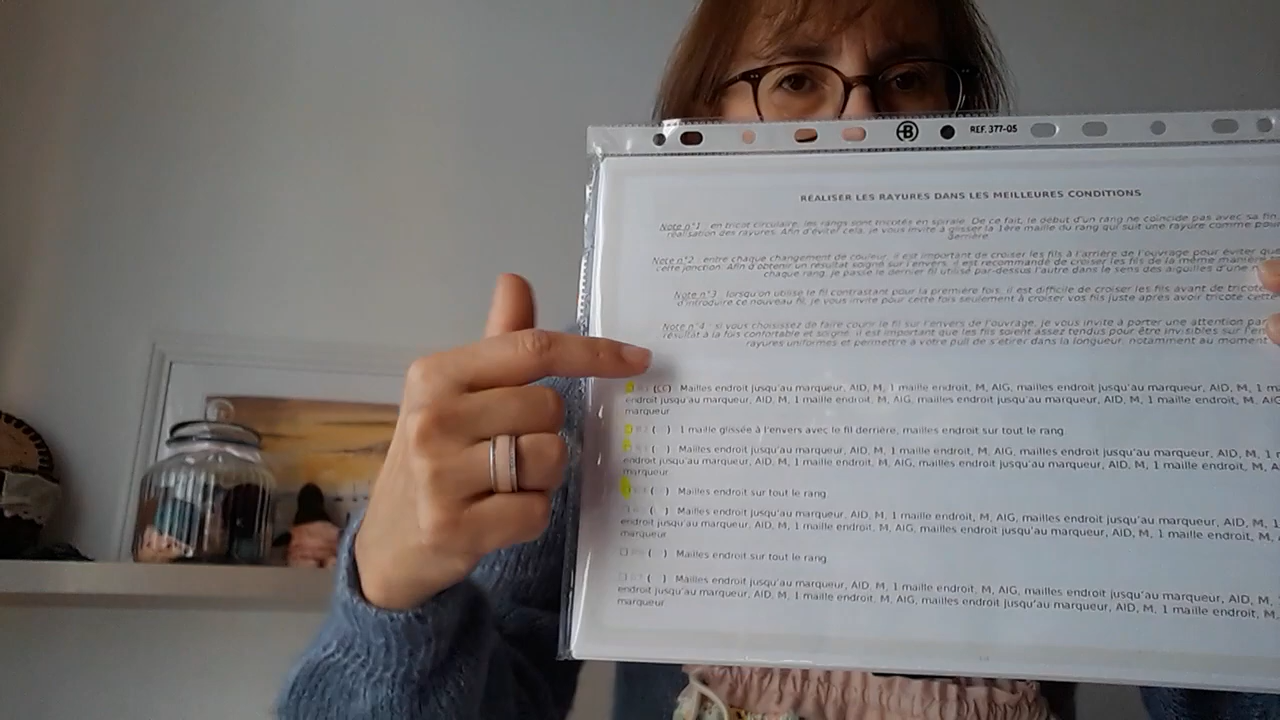 REF. 377-05
RÉALISER LES RAYURES DANS LES MEILLEURES CONDITIONS
Note n°1 : en tricot circulaire, les rangs sont tricotés en spirale. De ce fait, le début d'un rang ne coïncide pas avec sa fin
réalisation des rayures. Afin d'éviter cela, je vous invite à glisser la 1ère maille du rang qui suit une rayure comme pour
derrière.
Note n°2 : entre chaque changement de couleur, il est important de croiser les fils à l'arrière de l'ouvrage pour éviter que
cette jonction. Afin d'obtenir un résultat soigné sur l'envers, il est recommandé de croiser les fils de la même manière
chaque rang, je passe le dernier fil utilisé par-dessus l'autre dans le sens des aiguilles d'une
Note n°3 : lorsqu'on utilise le fil contrastant pour la première fois, il est difficile de croiser les fils avant de
d'introduire ce nouveau fil, je vous invite pour cette fois seulement à croiser vos fils juste après avoir tricoté cette
Note n°4 : si vous choisissez de faire courir le fil sur l'envers de l'ouvrage, je vous invite à porter une attention
résultat à la fois confortable et soigné, il est important que les fils soient assez tendus pour être invisibles sur
rayures uniformes et permettre à votre pull de s'étirer dans la longueur, notamment au moment
(CC) Mailles endroit jusqu'au marqueur, AID, M, 1 maille endroit, M, AIG, mailles endroit jusqu'au marqueur, AID, M, 1
endroit jusqu'au marqueur, AID, M, 1 maille endroit, M, AIG, mailles endroit jusqu'au marqueur, AID, M, 1 maille endroit, M, AIG
marqueur
( ) 1 maille glissée à l'envers avec le fil derrière, mailles endroit sur tout le rang
( ) Mailles endroit jusqu'au marqueur, AID, M, 1 maille endroit, M, AIG, mailles endroit jusqu'au marqueur, AID, M, 1
endroit jusqu'au marqueur, AID, M, 1 maille endroit, M, AIG, mailles endroit jusqu'au marqueur, AID, M, 1 maille endroit, M,
marqueur
( ) Mailles endroit sur tout le rang
( ) Mailles endroit jusqu'au marqueur, AID, M, 1 maille endroit, M, AIG, mailles endroit jusqu'au marqueur, AID, M, 1
endroit jusqu'au marqueur, AID, M, 1 maille endroit, M, AIG, mailles endroit jusqu'au marqueur, AID, M, 1 maille endroit, M,
marqueur
( ) Mailles endroit sur tout le rang
( ) Mailles endroit jusqu'au marqueur, AID, M, 1 maille endroit, M, AIG, mailles endroit jusqu'au marqueur, AID, M,
endroit jusqu'au marqueur, AID, M, 1 maille endroit, M, AIG, mailles endroit jusqu'au marqueur, AID, M, 1 maille endroit, M,
marqueur